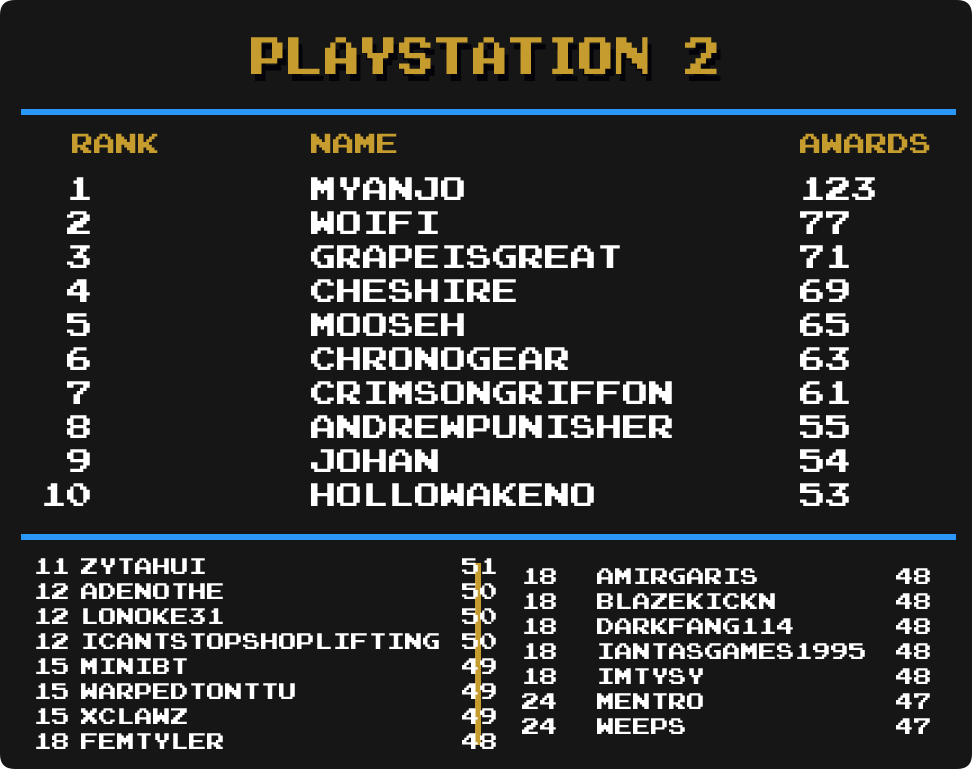 PLAYSTATION 2
RANK NAME AWARDS
1 MYANJO 123
2 WOIFI 77
3 GRAPEISGREAT 71
4 CHESHIRE 69
5 MOOSEH 65
6 CHRONOGEAR 63
7 CRIMSONGRIFFON 61
8 ANDREWPUNISHER 55
9 JOHAN 54
10 HOLLOWAKENO 53
11 ZYTAHUI 51
12 ADENOTHE 50
12 LONOKE31 50
12 ICANTSTOPSHOPLIFTING 50
15 MINIBT 49
15 WARPEDTONTTU 49
15 XCLAWZ 49
18 FEMTYLER 48
18 AMIRGARIS 48
18 BLAZEKICKN 48
18 DARKFANG114 48
18 IANTASGAMES1995 48
18 IMTYSY 48
24 MENTRO 47
24 WEEPS 47